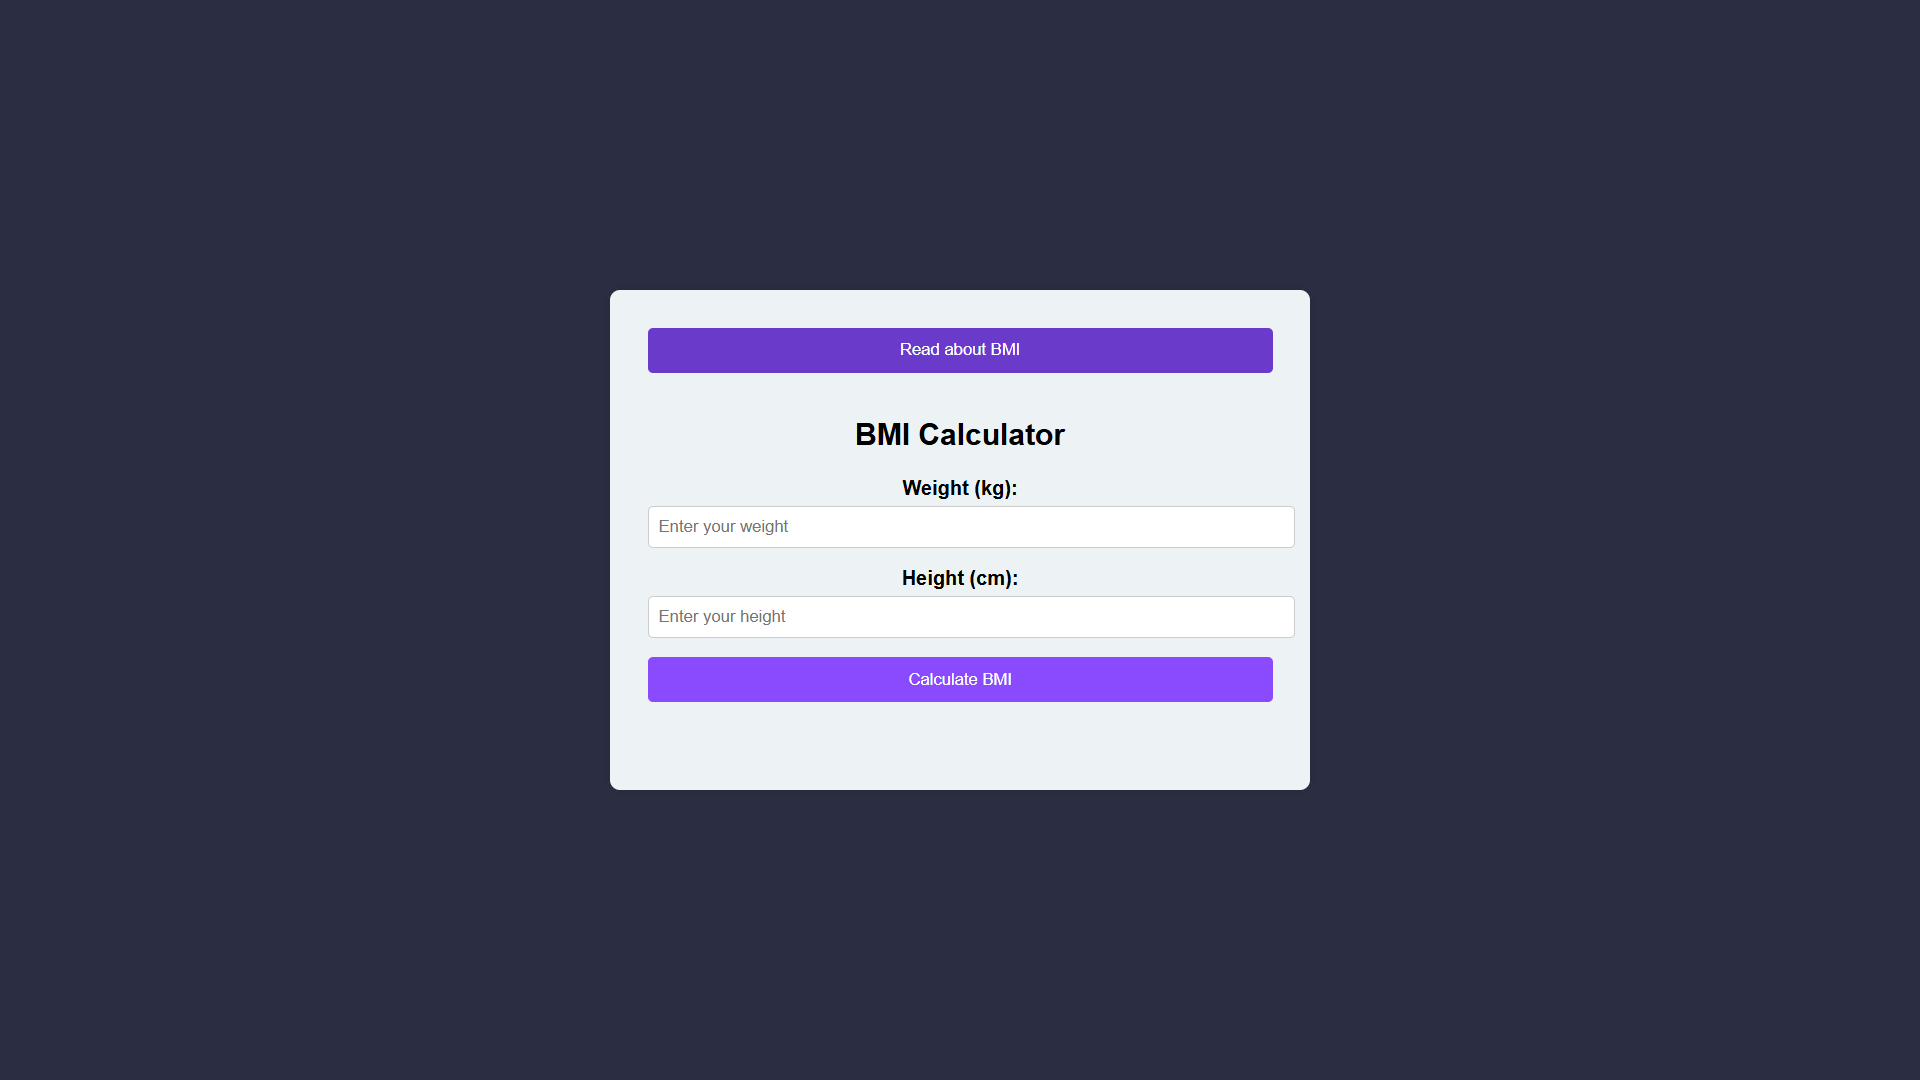 Read about BMI
BMI Calculator
Weight (kg):
Enter your weight
Height (cm):
Enter your height
Calculate BMI